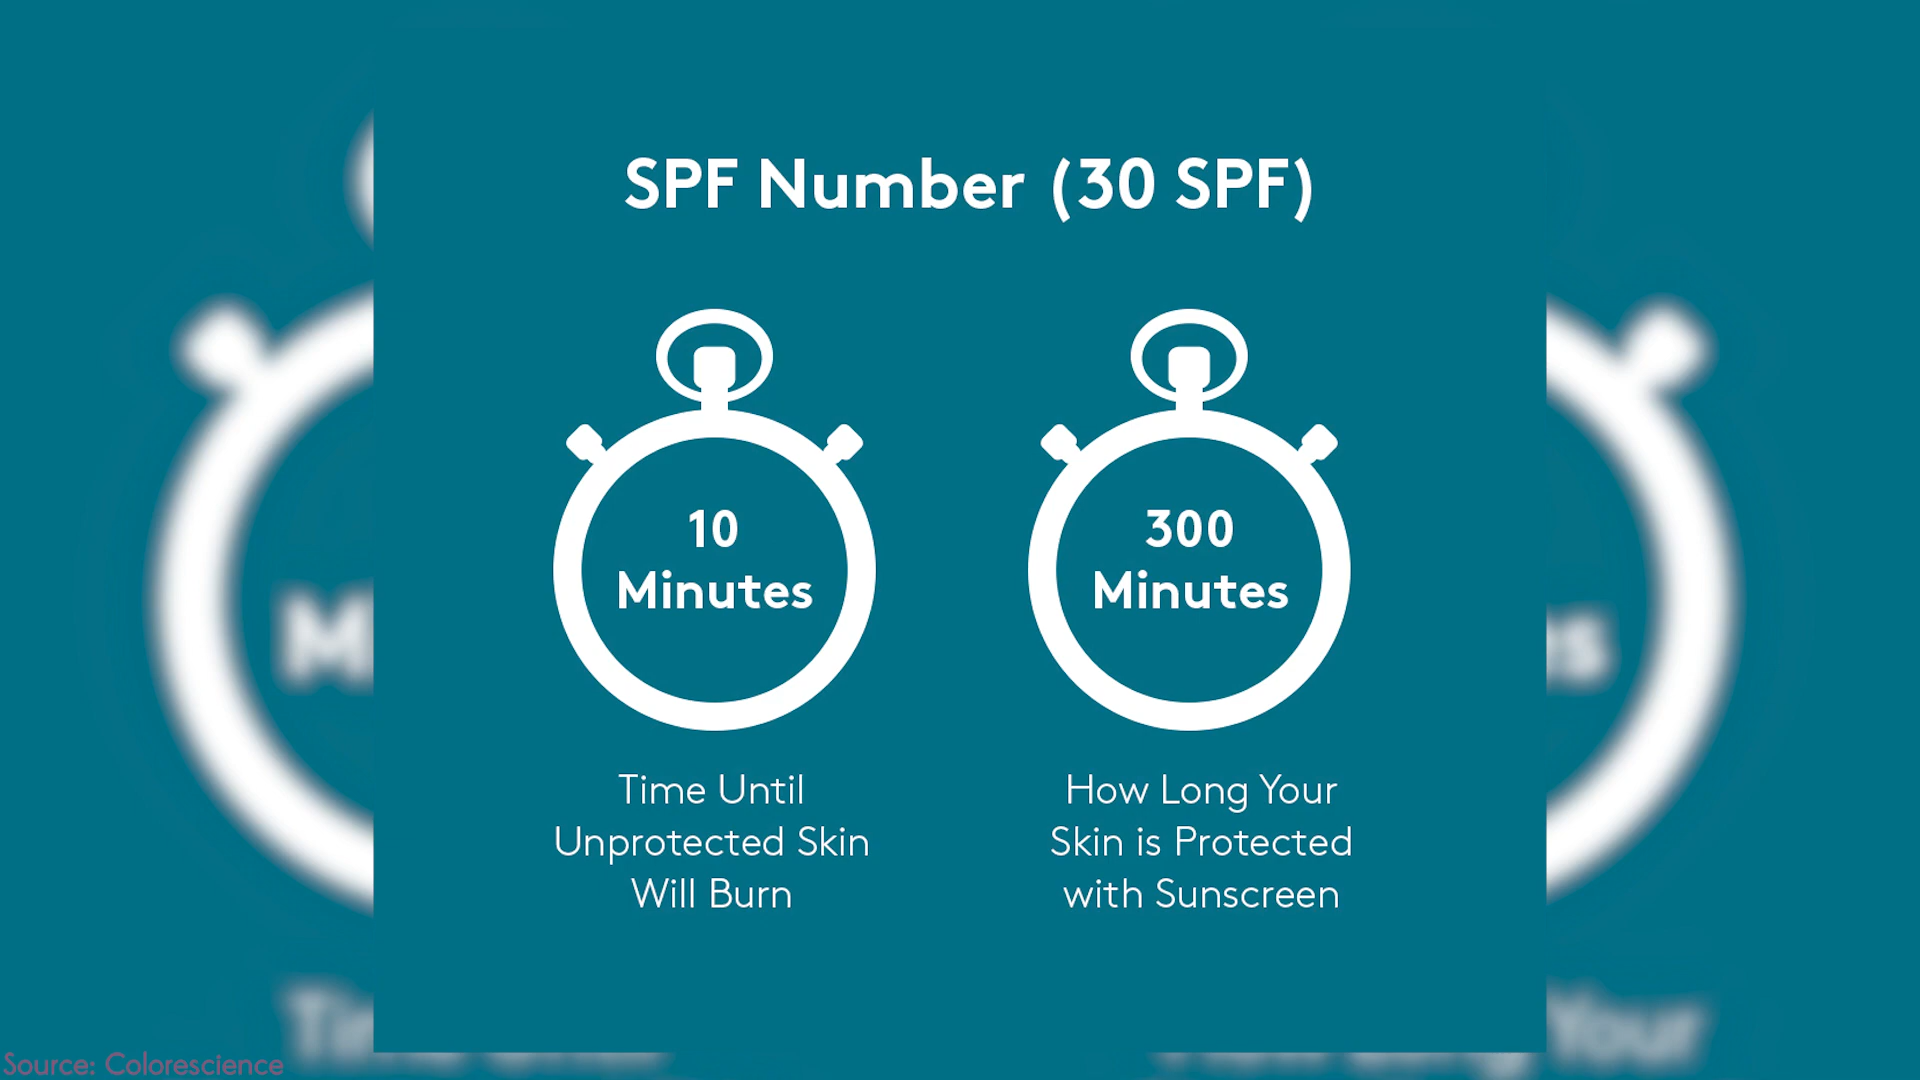 SPF Number (30 SPF)
10
Minutes
300
Minutes
Time Until
Unprotected Skin
Will Burn
How Long Your
Skin is Protected
with Sunscreen
Source: Colorescience